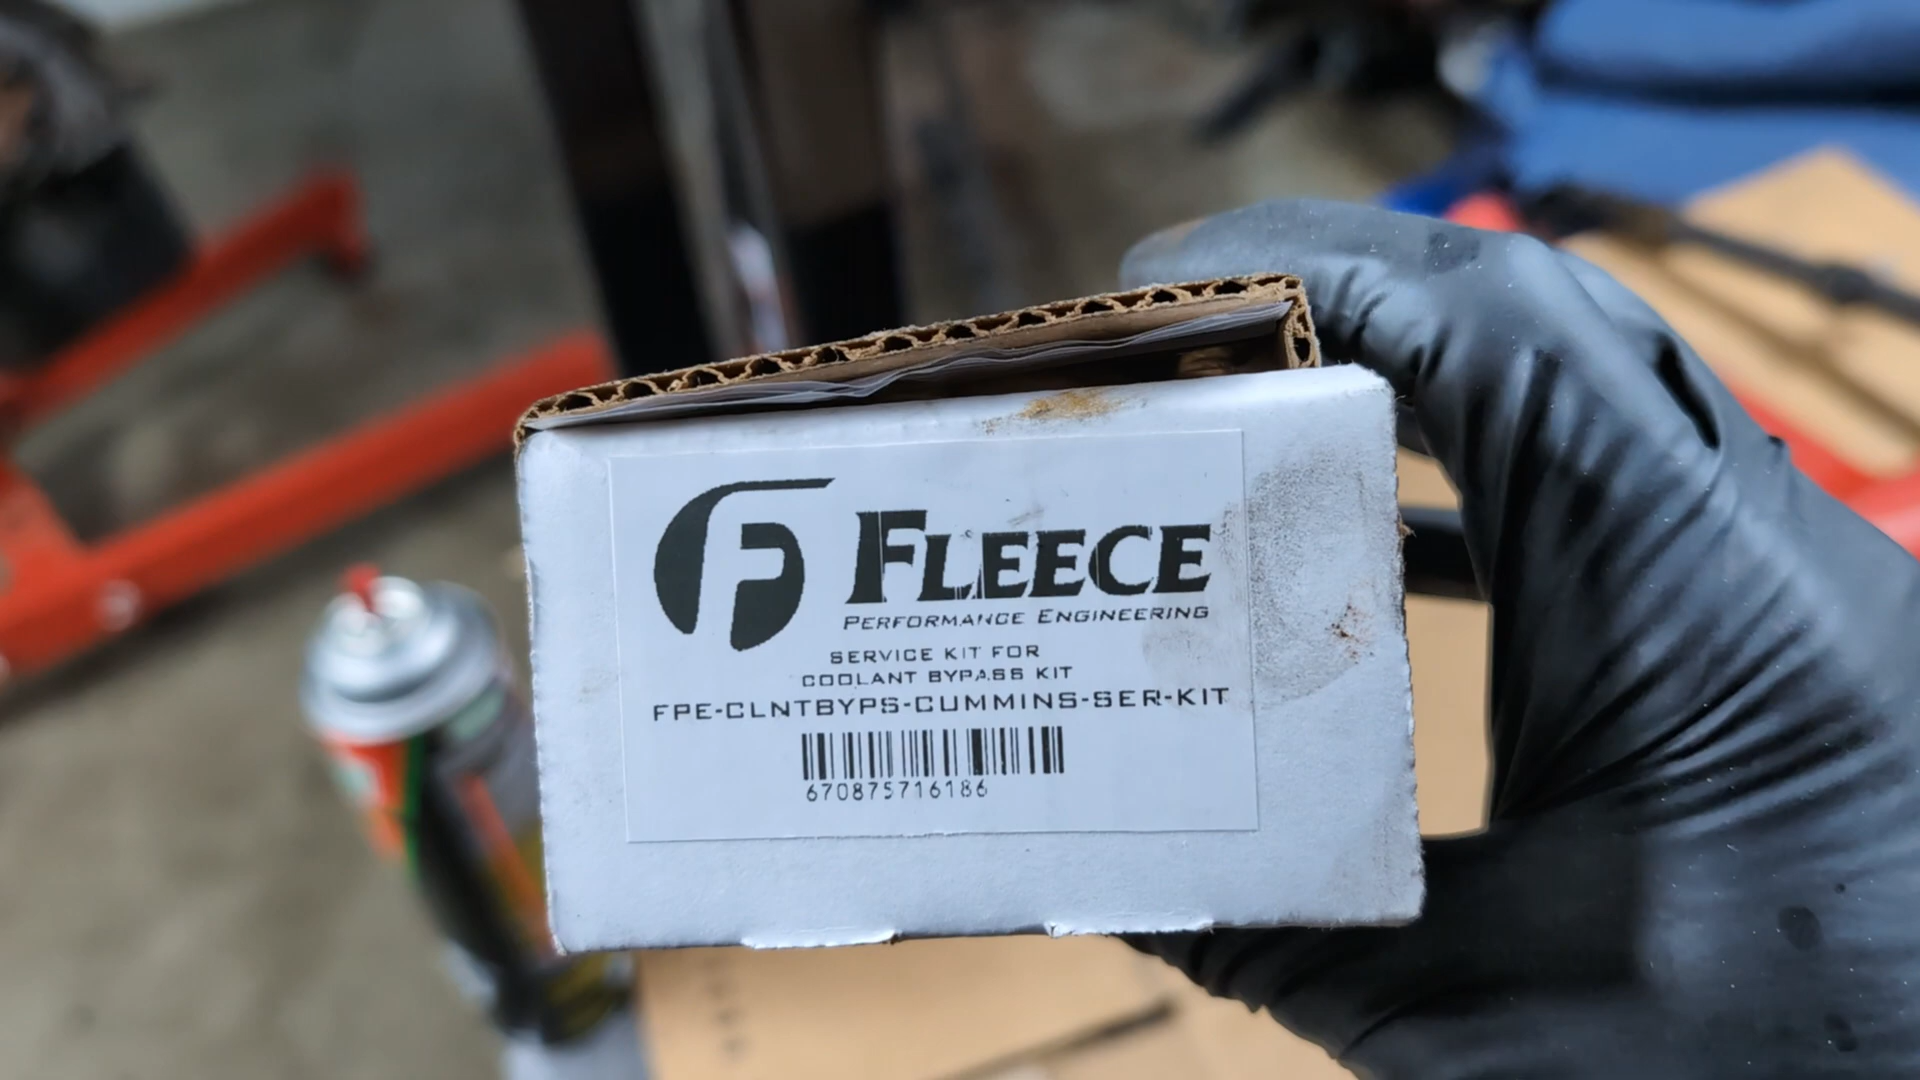 FLEECE
PERFORMANCE ENGINEERING
SERVICE KIT FOR
COOLANT BYPASS KIT
FPE-CLNTBYPS-CUMMINS-SER-KIT
670875716186